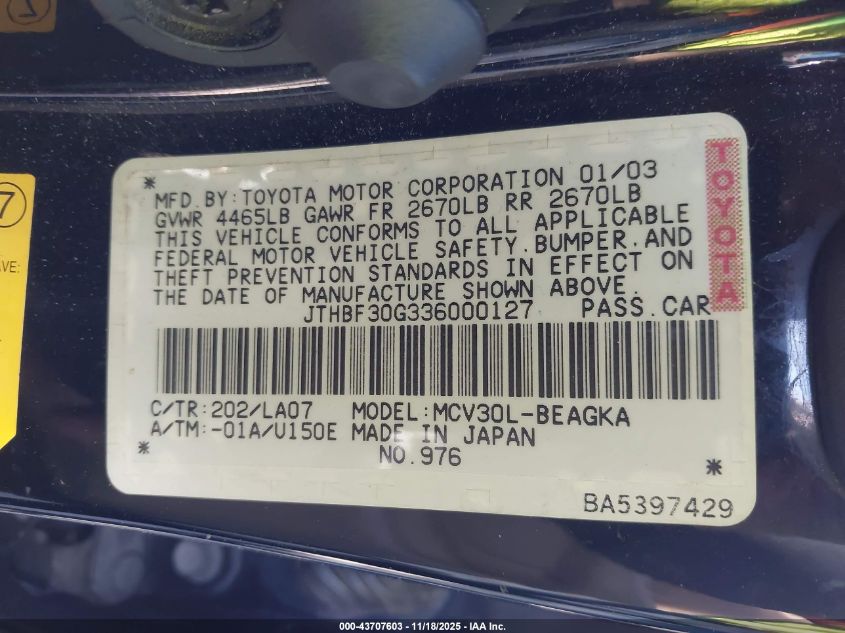 7
AVE:
* MFD. BY: TOYOTA MOTOR CORPORATION 01/03
GVWR 4465LB GAWR FR 2670LB RR 2670LB
THIS VEHICLE CONFORMS TO ALL APPLICABLE
FEDERAL MOTOR VEHICLE SAFETY, BUMPER, AND
THEFT PREVENTION STANDARDS IN EFFECT ON
THE DATE OF MANUFACTURE SHOWN ABOVE.
JTHBF30G336000127 PASS. CAR
TOYOTA
C/TR: 202/LA07 MODEL: MCV30L-BEAGKA
A/TM: -01A/U150E MADE IN JAPAN
* NO. 976 *
BA5397429
000-43707603 - 11/18/2025 - IAA Inc.